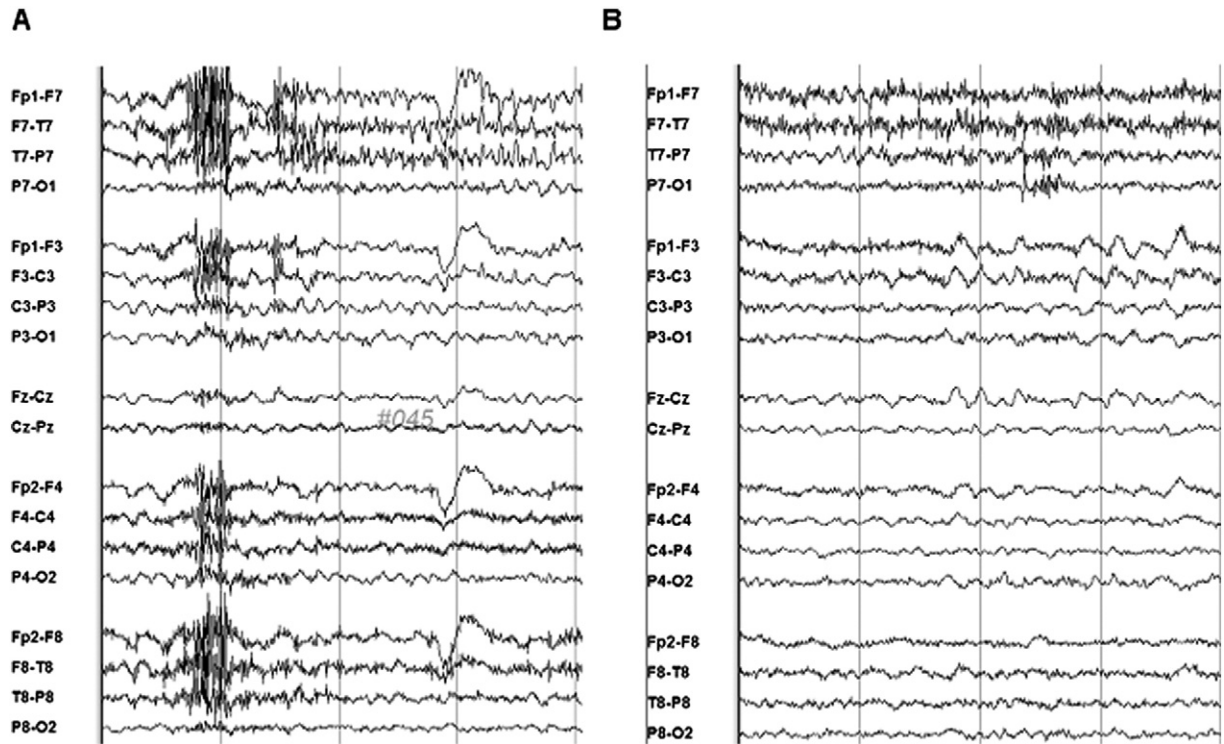 A
B
Fp1-F7
F7-T7
T7-P7
P7-O1
Fp1-F3
F3-C3
C3-P3
P3-O1
Fz-Cz
Cz-Pz
Fp2-F4
F4-C4
C4-P4
P4-O2
Fp2-F8
F8-T8
T8-P8
P8-O2
#045
Fp1-F7
F7-T7
T7-P7
P7-O1
Fp1-F3
F3-C3
C3-P3
P3-O1
Fz-Cz
Cz-Pz
Fp2-F4
F4-C4
C4-P4
P4-O2
Fp2-F8
F8-T8
T8-P8
P8-O2